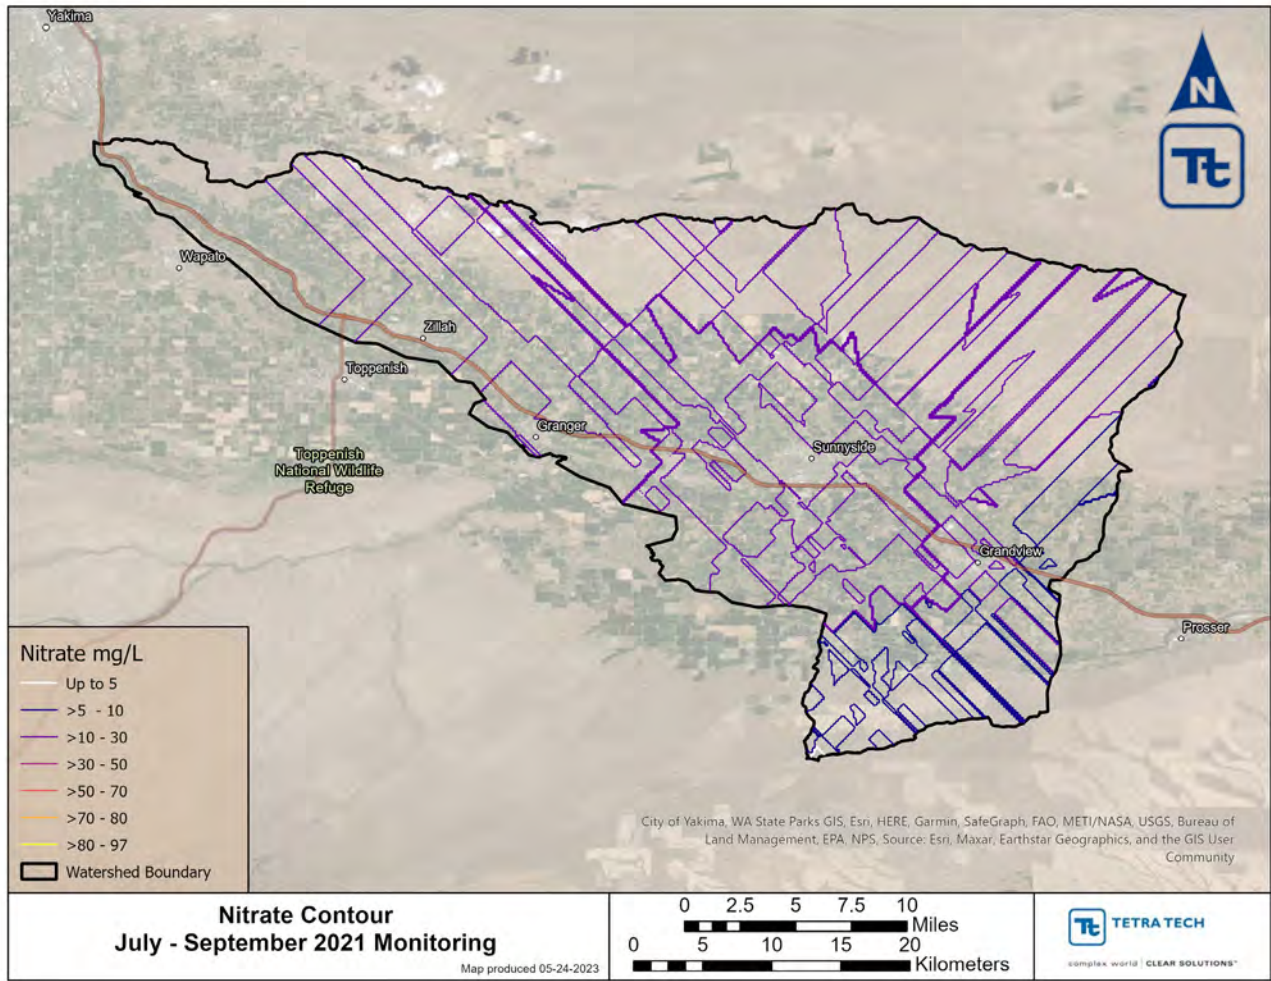 Yakima
N
Tt
Wapato
Zillah
Toppenish
Granger
Sunnyside
Toppenish
National Wildlife
Refuge
Grandview
Prosser
Nitrate mg/L
Up to 5
>5 - 10
>10 - 30
>30 - 50
>50 - 70
>70 - 80
>80 - 97
Watershed Boundary
City of Yakima, WA State Parks GIS, Esri, HERE, Garmin, SafeGraph, FAO, METI/NASA, USGS, Bureau of
Land Management, EPA, NPS, Source: Esri, Maxar, Earthstar Geographics, and the GIS User
Community
Nitrate Contour
July - September 2021 Monitoring
Map produced 05-24-2023
0 2.5 5 7.5 10
Miles
0 5 10 15 20
Kilometers
Tt TETRA TECH
complex world | CLEAR SOLUTIONS™